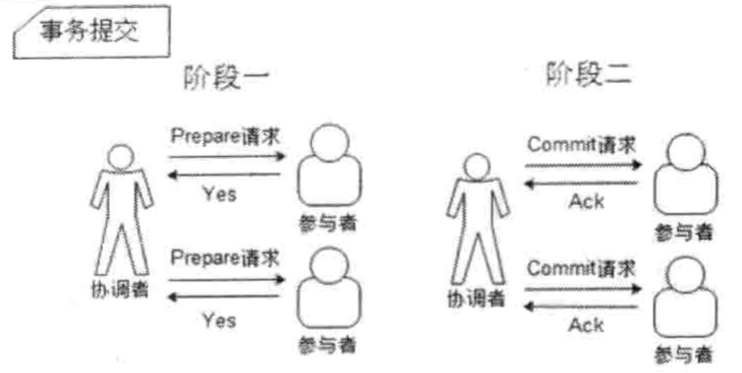 事务提交
阶段一
Prepare请求
Yes
参与者
Prepare请求
Yes
协调者
参与者
阶段二
Commit请求
Ack
参与者
Commit请求
Ack
协调者
参与者